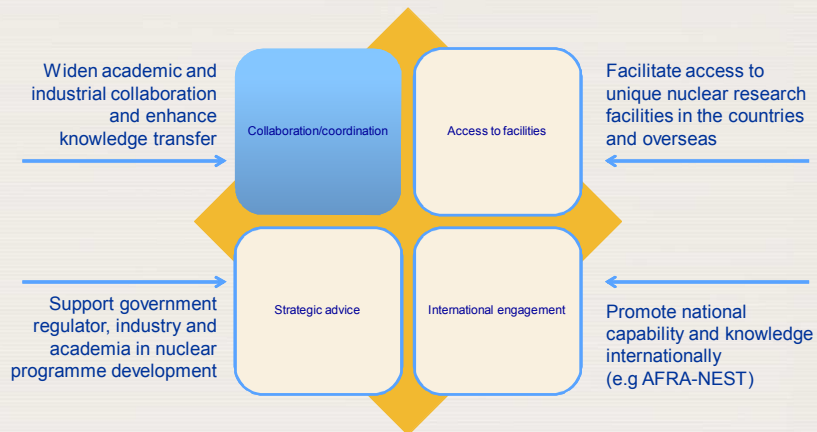 Widen academic and
industrial collaboration
and enhance
knowledge transfer
Collaboration/coordination
Access to facilities
Facilitate access to
unique nuclear research
facilities in the countries
and overseas
Support government
regulator, industry and
academia in nuclear
programme development
Strategic advice
International engagement
Promote national
capability and knowledge
internationally
(e.g AFRA-NEST)